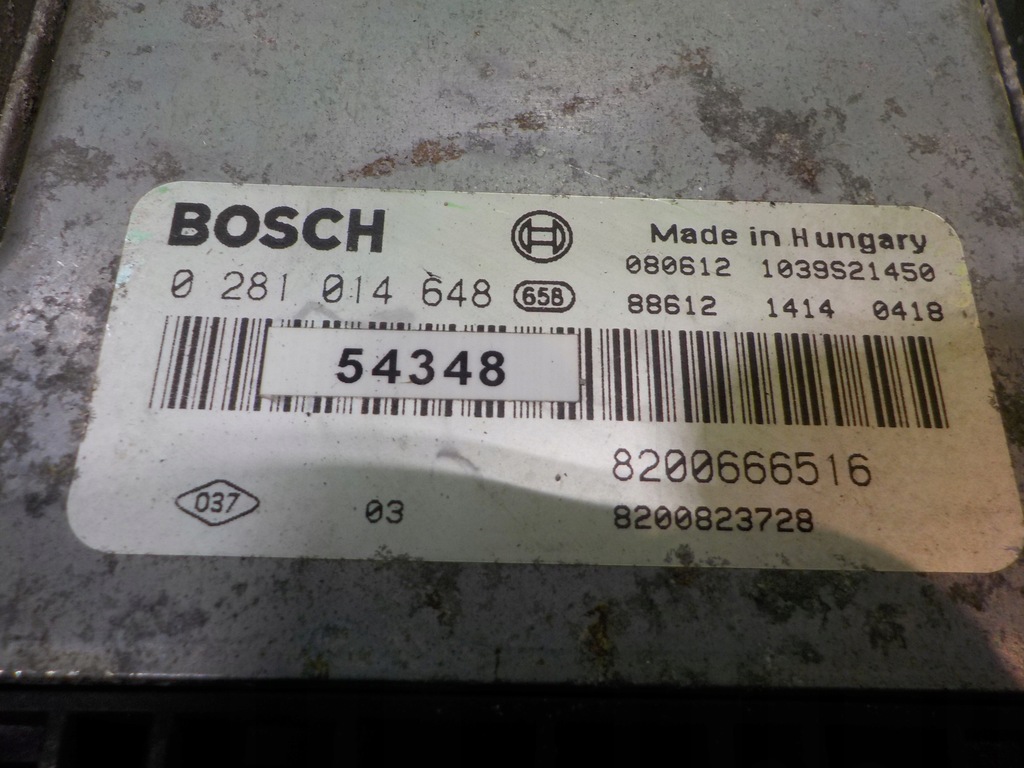 BOSCH
Made in Hungary
0 281 014 648 658
080612 1039S21450
88612 1414 0418
54348
8200666516
037 03
8200823728